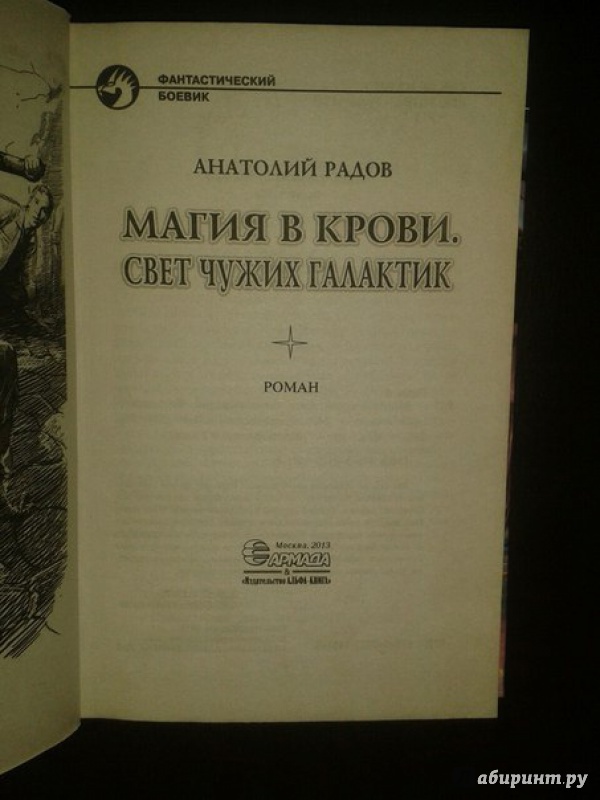 ФАНТАСТИЧЕСКИЙ
БОЕВИК
АНАТОЛИЙ РАДОВ
МАГИЯ В КРОВИ.
СВЕТ ЧУЖИХ ГАЛАКТИК
РОМАН
Москва, 2013
АРМАДА
&
«Издательство АЛЬФА-КНИГА»
абиринт.ру